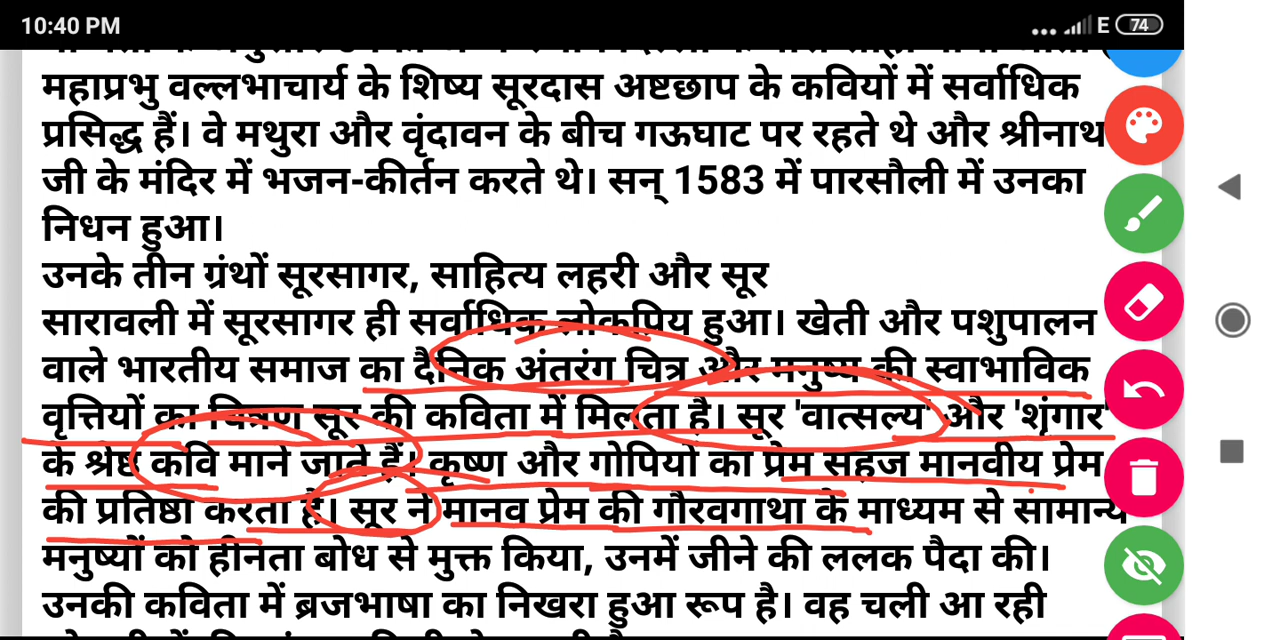 10:40 PM
E 74
महाप्रभु वल्लभाचार्य के शिष्य सूरदास अष्टछाप के कवियों में सर्वाधिक
प्रसिद्ध हैं। वे मथुरा और वृंदावन के बीच गऊघाट पर रहते थे और श्रीनाथ
जी के मंदिर में भजन-कीर्तन करते थे। सन् 1583 में पारसौली में उनका
निधन हुआ।
उनके तीन ग्रंथों सूरसागर, साहित्य लहरी और सूर
सारावली में सूरसागर ही सर्वाधिक लोकप्रिय हुआ। खेती और पशुपालन
वाले भारतीय समाज का दैनिक अंतरंग चित्र और मनुष्य की स्वाभाविक
वृत्तियों का चित्रण सूर की कविता में मिलता है। सूर 'वात्सल्य' और 'शृंगार'
के श्रेष्ठ कवि माने जाते हैं। कृष्ण और गोपियों का प्रेम सहज मानवीय प्रेम
की प्रतिष्ठा करता है। सूर ने मानव प्रेम की गौरवगाथा के माध्यम से सामान्य
मनुष्यों को हीनता बोध से मुक्त किया, उनमें जीने की ललक पैदा की।
उनकी कविता में ब्रजभाषा का निखरा हुआ रूप है। वह चली आ रही